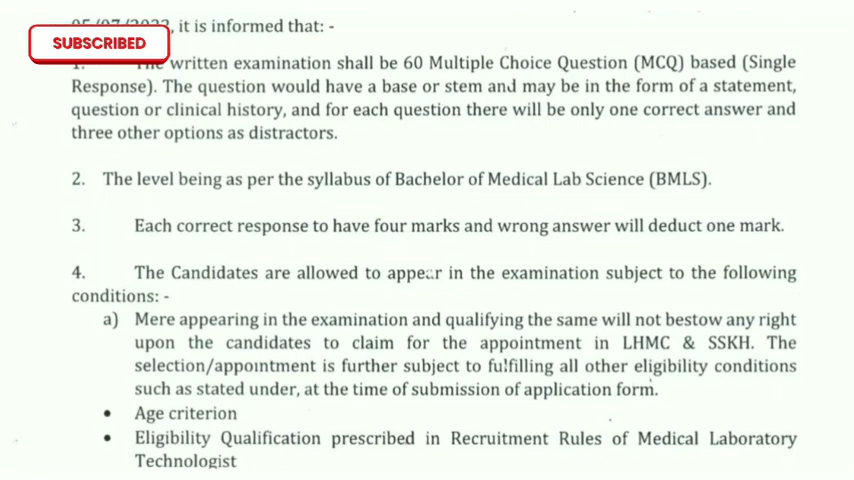 , it is informed that: -
SUBSCRIBED
written examination shall be 60 Multiple Choice Question (MCQ) based (Single
Response). The question would have a base or stem and may be in the form of a statement,
question or clinical history, and for each question there will be only one correct answer and
three other options as distractors.
2. The level being as per the syllabus of Bachelor of Medical Lab Science (BMLS).
3. Each correct response to have four marks and wrong answer will deduct one mark.
4. The Candidates are allowed to appear in the examination subject to the following
conditions: -
a) Mere appearing in the examination and qualifying the same will not bestow any right
upon the candidates to claim for the appointment in LHMC & SSKH. The
selection/appointment is further subject to fulfilling all other eligibility conditions
such as stated under, at the time of submission of application form.
• Age criterion
• Eligibility Qualification prescribed in Recruitment Rules of Medical Laboratory
Technologist